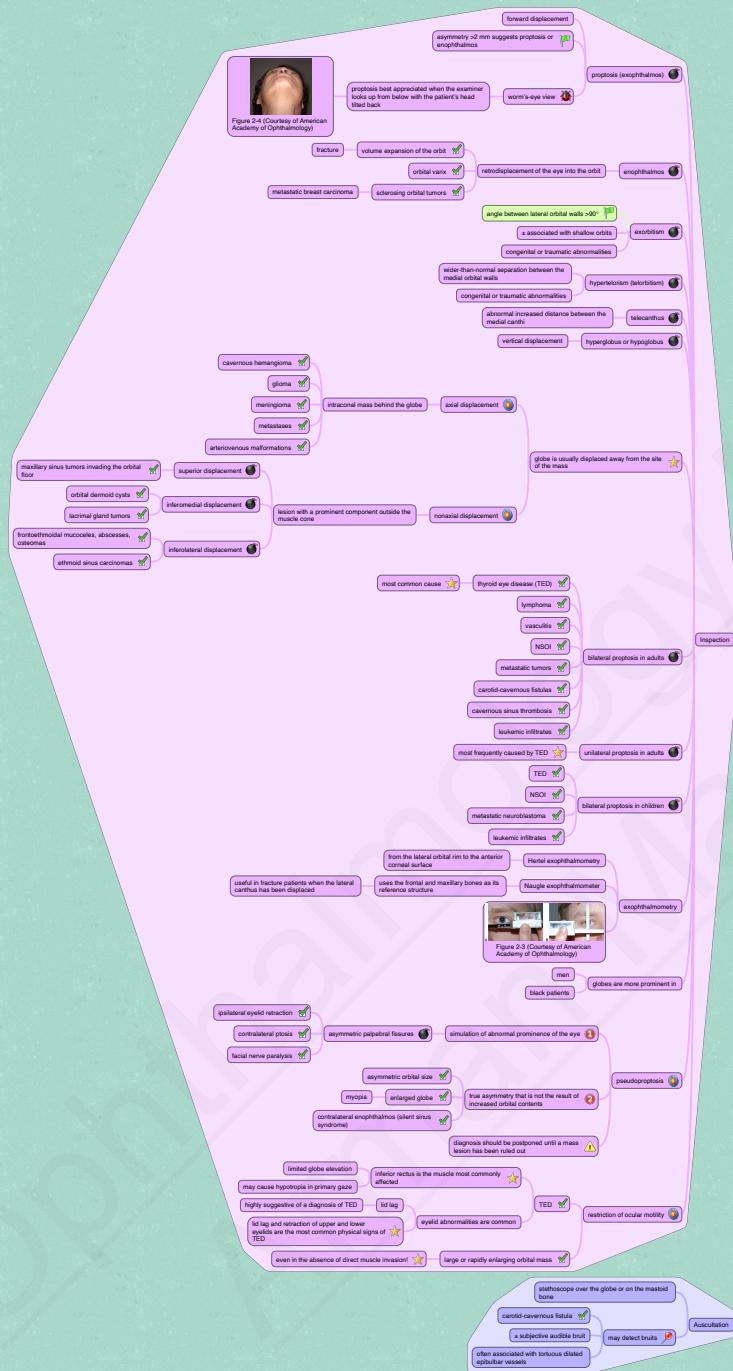 forward displacement
asymmetry >2 mm suggests proptosis or
enophthalmos
proptosis (exophthalmos)
proptosis best appreciated when the examiner
looks up from below with the patient's head
tilted back
worm's-eye view
Figure 2-4 (Courtesy of American
Academy of Ophthalmology)
fracture
volume expansion of the orbit
orbital varix
retrodisplacement of the eye into the orbit
enophthalmos
metastatic breast carcinoma
sclerosing orbital tumors
angle between lateral orbital walls >90°
± associated with shallow orbits
exorbitism
congenital or traumatic abnormalities
wider-than-normal separation between the
medial orbital walls
hypertelorism (telorbitism)
congenital or traumatic abnormalities
abnormal increased distance between the
medial canthi
telecanthus
vertical displacement
hyperglobus or hypoglobus
cavernous hemangioma
glioma
meningioma
intraconal mass behind the globe
axial displacement
metastases
arteriovenous malformations
globe is usually displaced away from the site
of the mass
maxillary sinus tumors invading the orbital
floor
superior displacement
orbital dermoid cysts
inferomedial displacement
lacrimal gland tumors
lesion with a prominent component outside the
muscle cone
nonaxial displacement
frontoethmoidal mucoceles, abscesses,
osteomas
inferolateral displacement
ethmoid sinus carcinomas
most common cause
thyroid eye disease (TED)
lymphoma
vasculitis
NSOI
bilateral proptosis in adults
Inspection
metastatic tumors
carotid-cavernous fistulas
cavernous sinus thrombosis
leukemic infiltrates
most frequently caused by TED
unilateral proptosis in adults
TED
NSOI
bilateral proptosis in children
metastatic neuroblastoma
leukemic infiltrates
from the lateral orbital rim to the anterior
corneal surface
Hertel exophthalmometry
useful in fracture patients when the lateral
canthus has been displaced
uses the frontal and maxillary bones as its
reference structure
Naugle exophthalmometer
exophthalmometry
Figure 2-3 (Courtesy of American
Academy of Ophthalmology)
men
globes are more prominent in
black patients
ipsilateral eyelid retraction
contralateral ptosis
asymmetric palpebral fissures
simulation of abnormal prominence of the eye
1
facial nerve paralysis
pseudoproptosis
asymmetric orbital size
myopia
enlarged globe
true asymmetry that is not the result of
increased orbital contents
2
contralateral enophthalmos (silent sinus
syndrome)
diagnosis should be postponed until a mass
lesion has been ruled out
limited globe elevation
inferior rectus is the muscle most commonly
affected
may cause hypotropia in primary gaze
TED
highly suggestive of a diagnosis of TED
lid lag
restriction of ocular motility
eyelid abnormalities are common
lid lag and retraction of upper and lower
eyelids are the most common physical signs of
TED
even in the absence of direct muscle invasion!
large or rapidly enlarging orbital mass
stethoscope over the globe or on the mastoid
bone
carotid-cavernous fistula
Auscultation
± subjective audible bruit
may detect bruits
often associated with tortuous dilated
epibulbar vessels